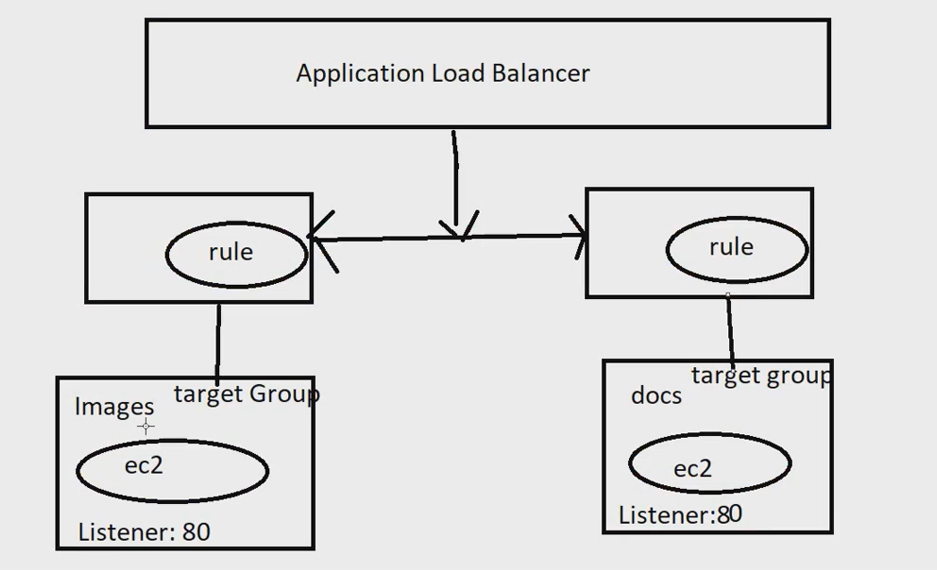 Application Load Balancer
rule
rule
target Group
Images
ec2
Listener: 80
target group
docs
ec2
Listener:80